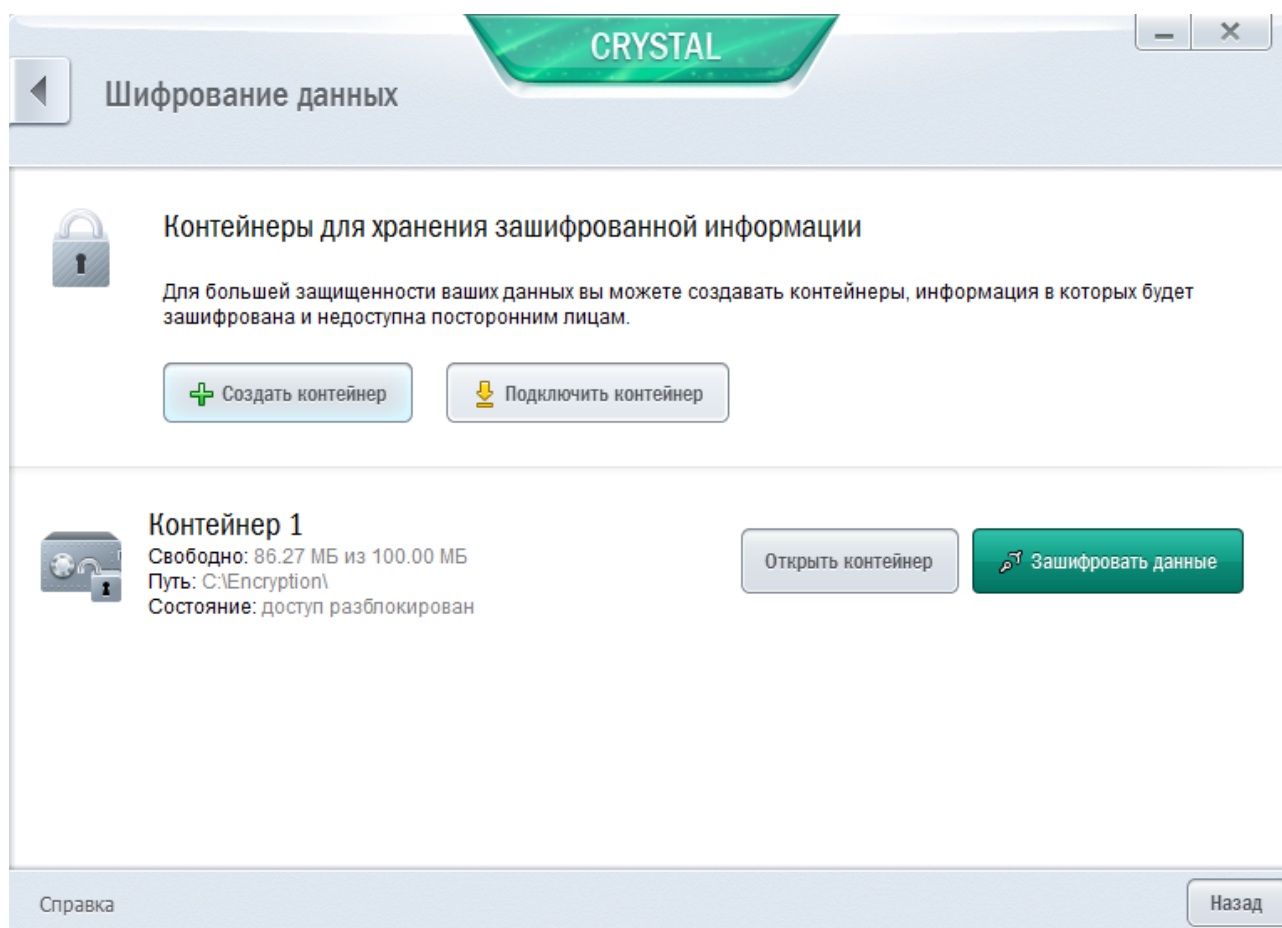 CRYSTAL
Шифрование данных
Контейнеры для хранения зашифрованной информации
Для большей защищенности ваших данных вы можете создавать контейнеры, информация в которых будет
зашифрована и недоступна посторонним лицам.
Создать контейнер
Подключить контейнер
Контейнер 1
Свободно: 86.27 МБ из 100.00 МБ
Путь: C:\Encryption\
Состояние: доступ разблокирован
Открыть контейнер
Зашифровать данные
Справка
Назад